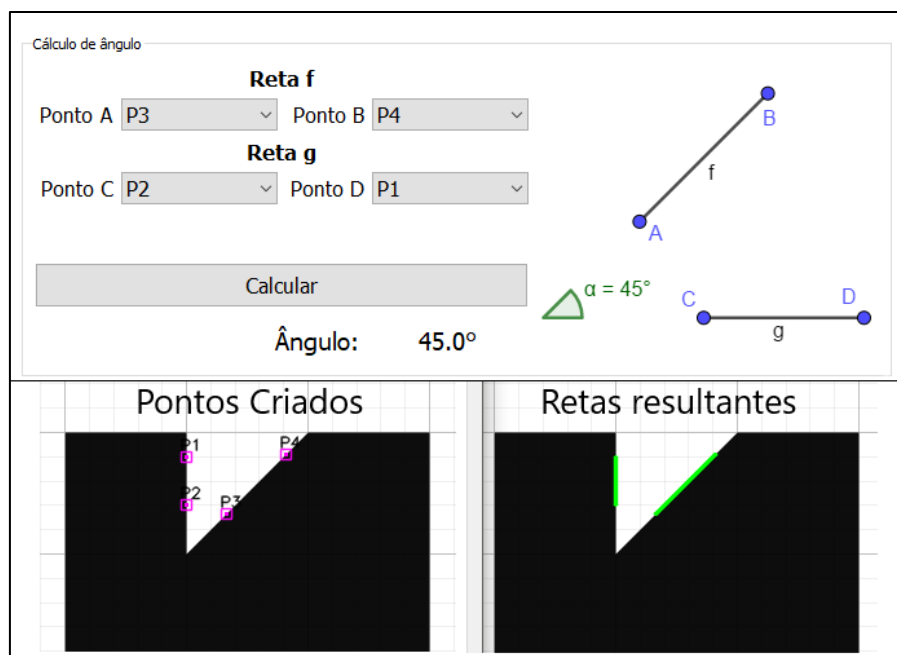 Cálculo de ângulo
Reta f
Ponto A P3 Ponto B P4
Reta g
Ponto C P2 Ponto D P1
Calcular
Ângulo: 45.0º
B
f
A
α = 45°
C D
g
Pontos Criados
P1 P4
P2 P3
Retas resultantes